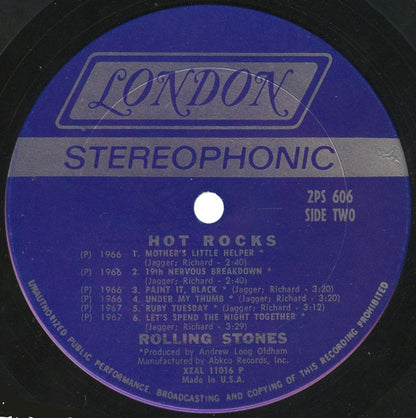 LONDON
STEREOPHONIC
2PS 606
SIDE TWO
HOT ROCKS
(P) 1966 1. MOTHER'S LITTLE HELPER *
(Jagger; Richard - 2:40)
(P) 1966 2. 19th NERVOUS BREAKDOWN *
(Jagger; Richard - 2:40)
(P) 1966 3. PAINT IT, BLACK * (Jagger; Richard - 3:20)
(P) 1966 4. UNDER MY THUMB * (Jagger; Richard - 3:20)
(P) 1967 5. RUBY TUESDAY * (Jagger; Richard - 3:12)
(P) 1967 6. LET'S SPEND THE NIGHT TOGETHER *
(Jagger; Richard - 3:29)
ROLLING STONES
*Produced by Andrew Loog Oldham
Manufactured by Abkco Records, Inc.
XZAL 11016 P
Made in U.S.A.
UNAUTHORIZED PUBLIC PERFORMANCE, BROADCASTING AND COPYING OF THIS RECORD PROHIBITED